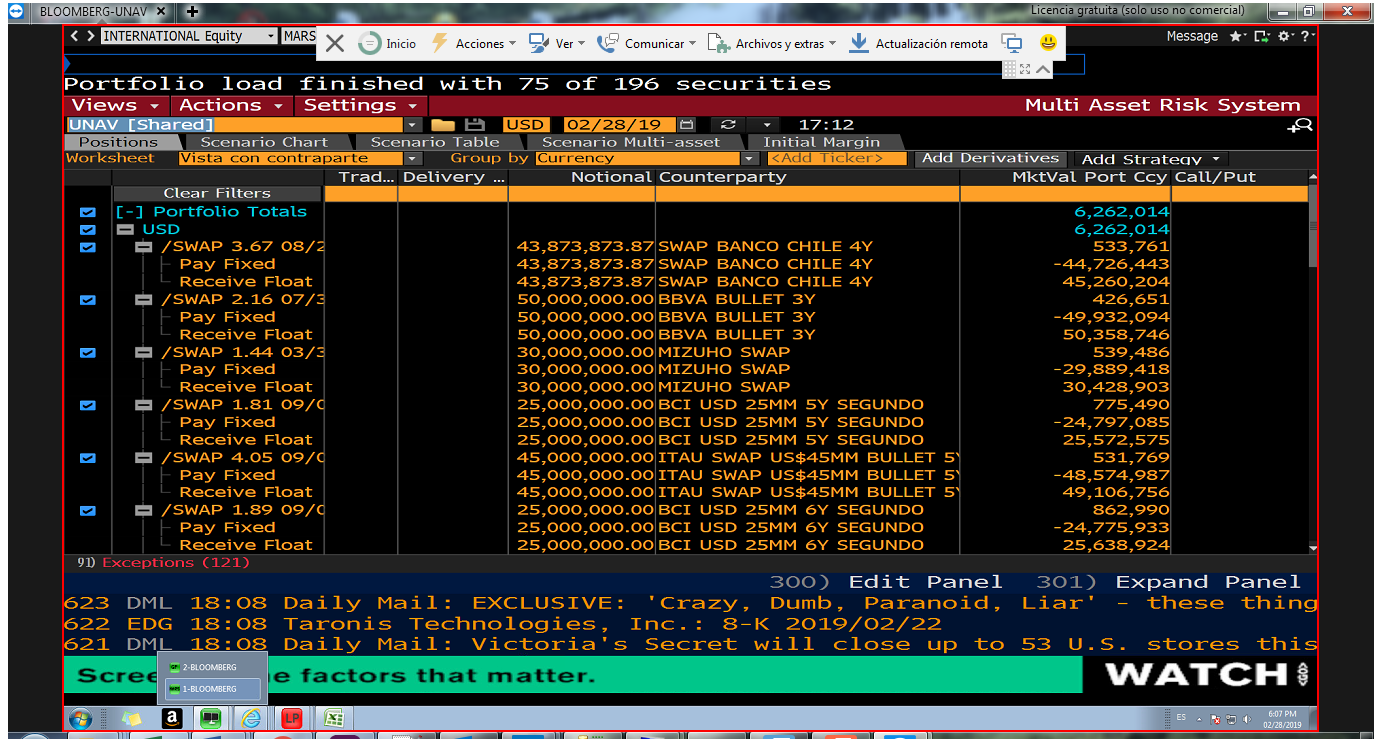 BLOOMBERG-UNAV
Licencia gratuita (solo uso no comercial)
INTERNATIONAL Equity MARS
Inicio Acciones Ver Comunicar Archivos y extras Actualización remota
Message
Portfolio load finished with 75 of 196 securities
Views Actions Settings Multi Asset Risk System
UNAV [Shared] USD 02/28/19 17:12
Positions Scenario Chart Scenario Table Scenario Multi-asset Initial Margin
Worksheet Vista con contraparte Group by Currency <Add Ticker> Add Derivatives Add Strategy
Trad... Delivery ... Notional Counterparty MktVal Port Ccy Call/Put
Clear Filters
[-] Portfolio Totals 6,262,014
USD 6,262,014
/SWAP 3.67 08/2 43,873,873.87 SWAP BANCO CHILE 4Y 533,761
Pay Fixed 43,873,873.87 SWAP BANCO CHILE 4Y -44,726,443
Receive Float 43,873,873.87 SWAP BANCO CHILE 4Y 45,260,204
/SWAP 2.16 07/3 50,000,000.00 BBVA BULLET 3Y 426,651
Pay Fixed 50,000,000.00 BBVA BULLET 3Y -49,932,094
Receive Float 50,000,000.00 BBVA BULLET 3Y 50,358,746
/SWAP 1.44 03/3 30,000,000.00 MIZUHO SWAP 539,486
Pay Fixed 30,000,000.00 MIZUHO SWAP -29,889,418
Receive Float 30,000,000.00 MIZUHO SWAP 30,428,903
/SWAP 1.81 09/0 25,000,000.00 BCI USD 25MM 5Y SEGUNDO 775,490
Pay Fixed 25,000,000.00 BCI USD 25MM 5Y SEGUNDO -24,797,085
Receive Float 25,000,000.00 BCI USD 25MM 5Y SEGUNDO 25,572,575
/SWAP 4.05 09/0 45,000,000.00 ITAU SWAP US$45MM BULLET 5Y 531,769
Pay Fixed 45,000,000.00 ITAU SWAP US$45MM BULLET 5Y -48,574,987
Receive Float 45,000,000.00 ITAU SWAP US$45MM BULLET 5Y 49,106,756
/SWAP 1.89 09/0 25,000,000.00 BCI USD 25MM 6Y SEGUNDO 862,990
Pay Fixed 25,000,000.00 BCI USD 25MM 6Y SEGUNDO -24,775,933
Receive Float 25,000,000.00 BCI USD 25MM 6Y SEGUNDO 25,638,924
91) Exceptions (121)
300) Edit Panel 301) Expand Panel
623 DML 18:08 Daily Mail: EXCLUSIVE: 'Crazy, Dumb, Paranoid, Liar' - these thing
622 EDG 18:08 Taronis Technologies, Inc.: 8-K 2019/02/22
621 DML 18:08 Daily Mail: Victoria's Secret will close up to 53 U.S. stores this
2-BLOOMBERG
Scree e factors that matter. WATCH
1-BLOOMBERG
ES 6:07 PM
02/28/2019